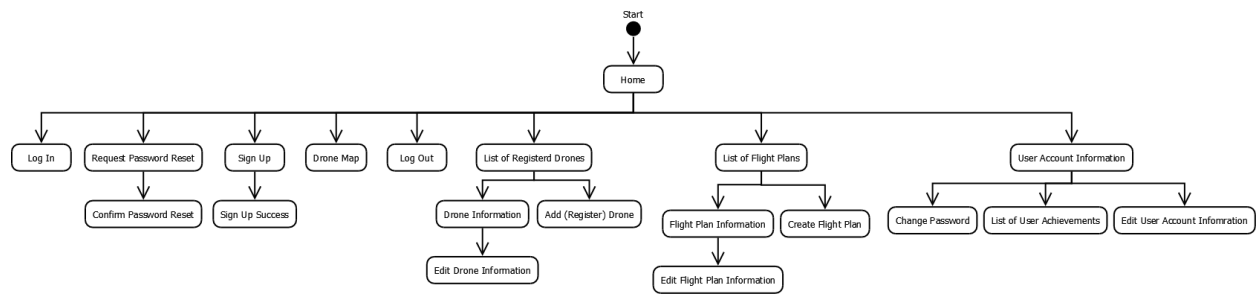 Start
Home
Log In
Request Password Reset
Sign Up
Drone Map
Log Out
List of Registerd Drones
List of Flight Plans
User Account Information
Confirm Password Reset
Sign Up Success
Drone Information
Add (Register) Drone
Flight Plan Information
Create Flight Plan
Change Password
List of User Achievements
Edit User Account Infomration
Edit Drone Information
Edit Flight Plan Information